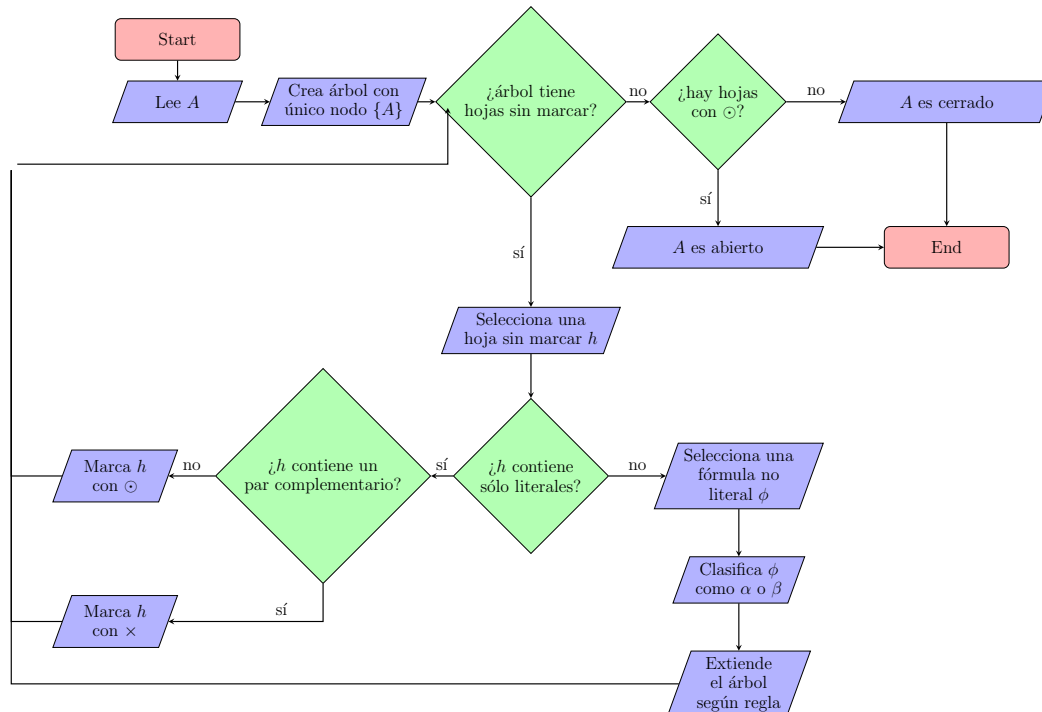 Start
Lee A
Crea árbol con
único nodo {A}
¿árbol tiene
hojas sin marcar?
no
¿hay hojas
con ⊙?
no
A es cerrado
sí
sí
A es abierto
End
Selecciona una
hoja sin marcar h
Marca h
con ⊙
no
¿h contiene un
par complementario?
sí
¿h contiene
sólo literales?
no
Selecciona una
fórmula no
literal ϕ
Clasifica ϕ
como α o β
Marca h
con ×
sí
Extiende
el árbol
según regla